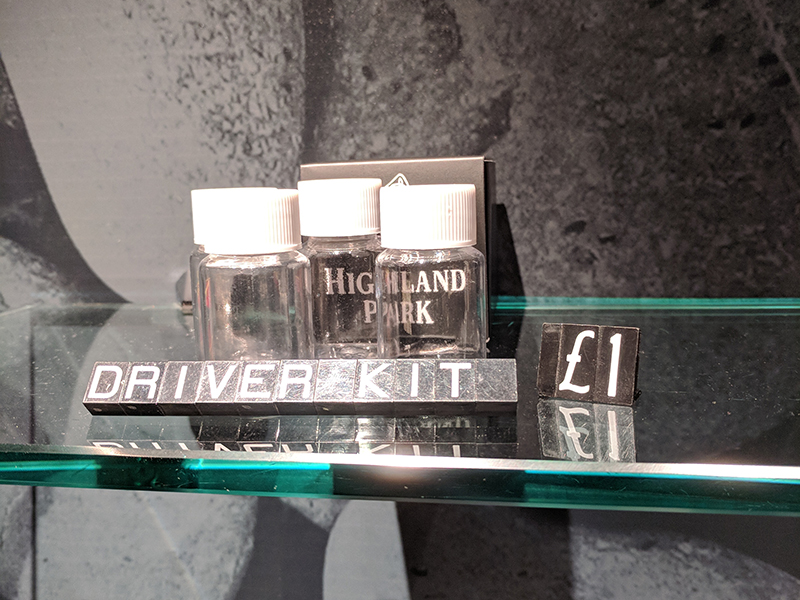 HIGHLAND
PARK
DRIVER KIT
£1